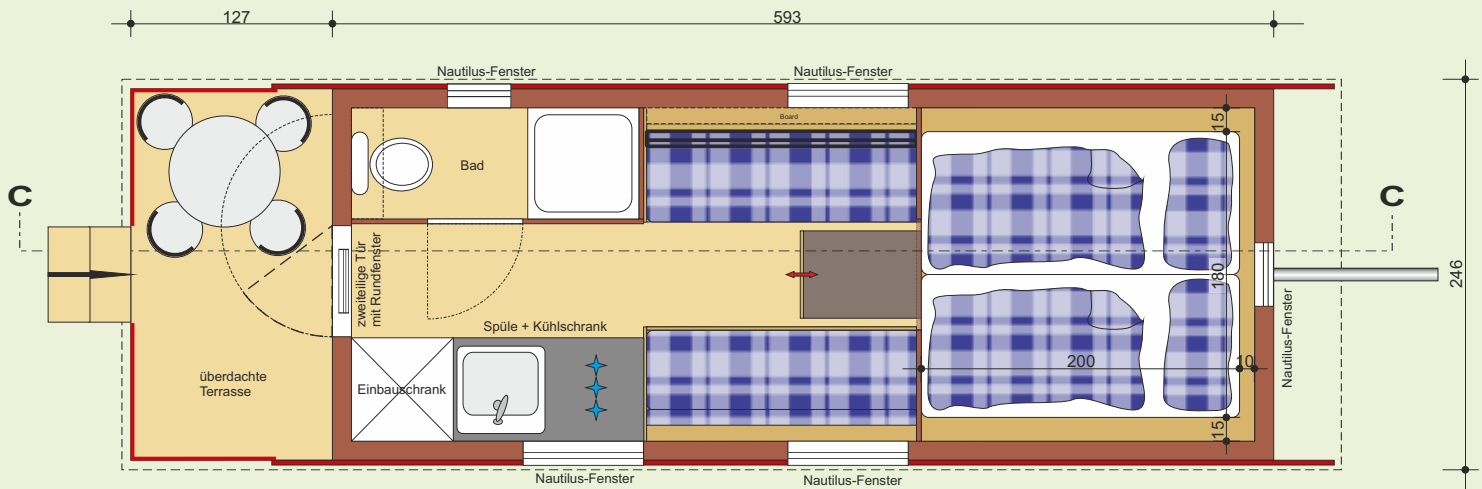 127
593
Nautilus-Fenster
Nautilus-Fenster
Board
15
Bad
C
C
zweiteilige Tür
mit Rundfenster
180
246
Spüle + Kühlschrank
Nautilus-Fenster
überdachte
Terrasse
Einbauschrank
200
10
15
Nautilus-Fenster
Nautilus-Fenster